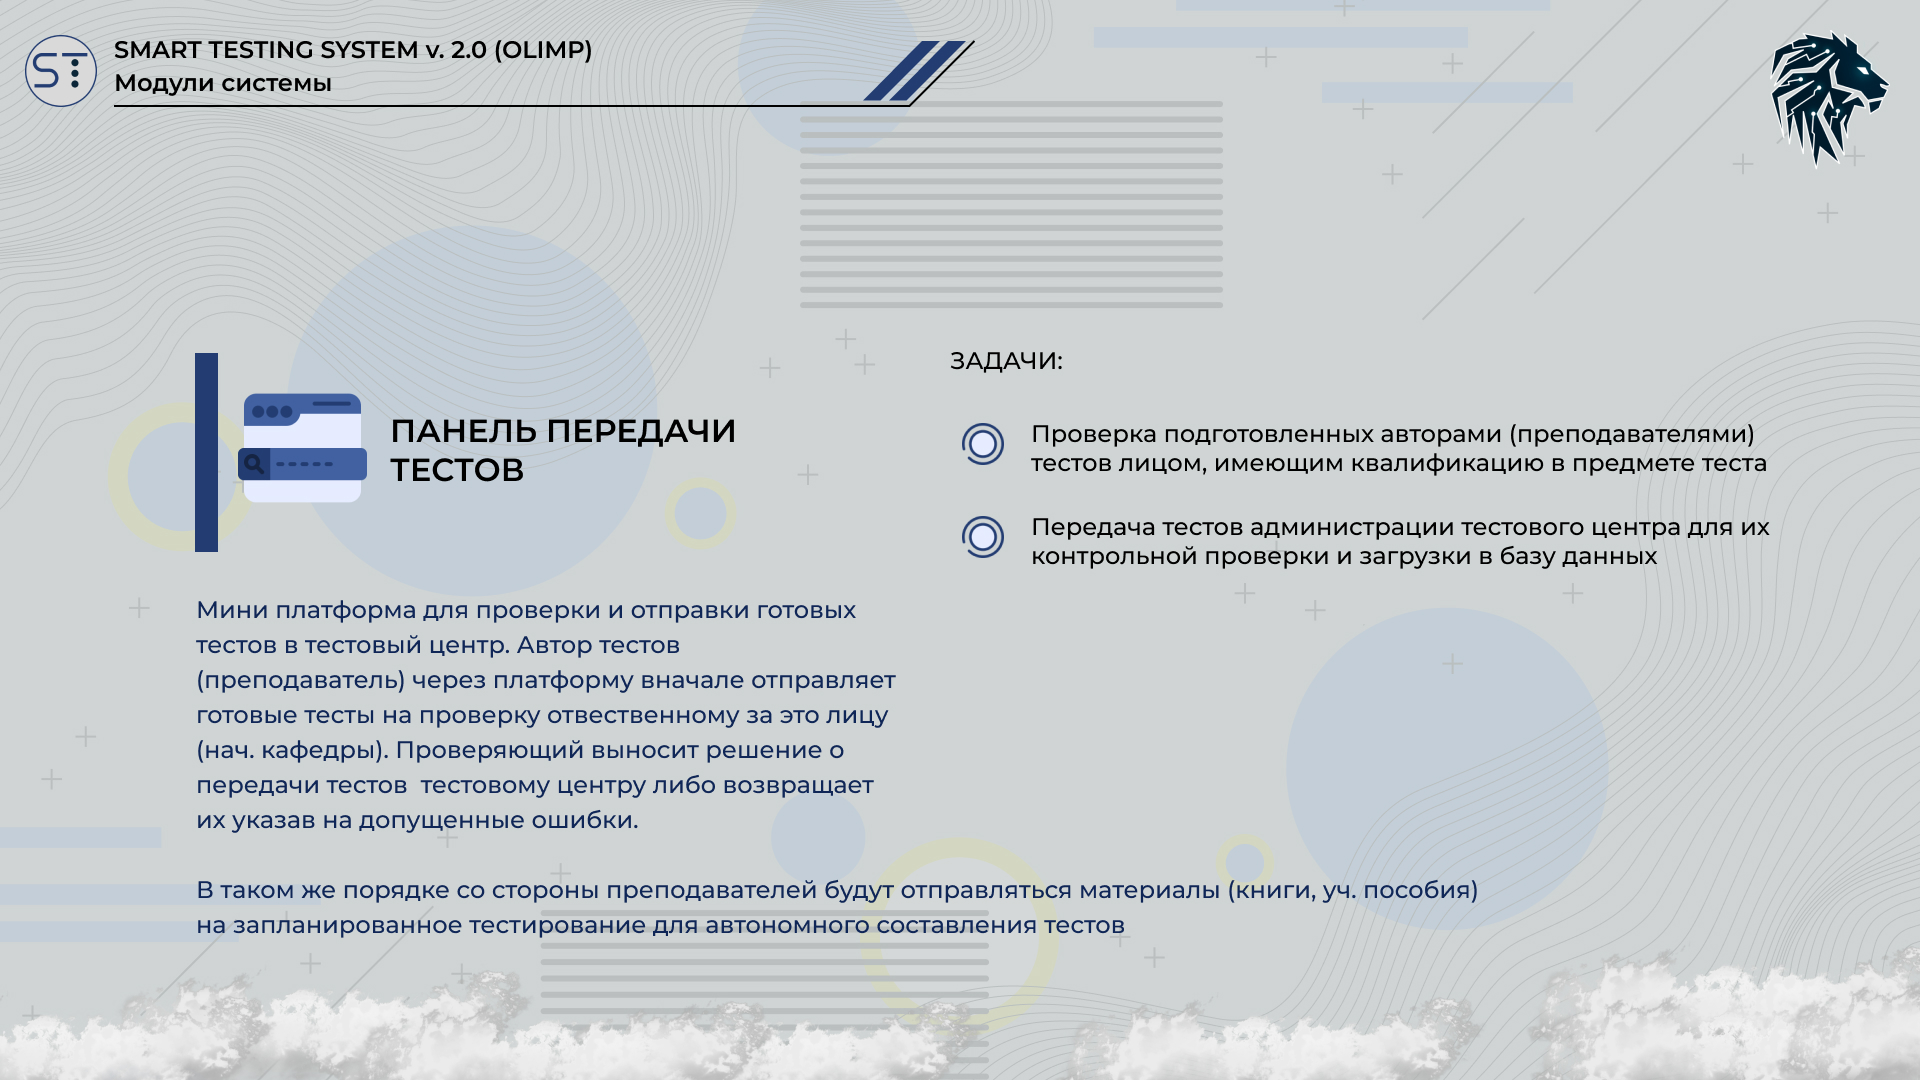 ST
SMART TESTING SYSTEM v. 2.0 (OLIMP)
Модули системы
ПАНЕЛЬ ПЕРЕДАЧИ
ТЕСТОВ
Мини платформа для проверки и отправки готовых
тестов в тестовый центр. Автор тестов
(преподаватель) через платформу вначале отправляет
готовые тесты на проверку отвественному за это лицу
(нач. кафедры). Проверяющий выносит решение о
передачи тестов  тестовому центру либо возвращает
их указав на допущенные ошибки.
В таком же порядке со стороны преподавателей будут отправляться материалы (книги, уч. пособия)
на запланированное тестирование для автономного составления тестов
ЗАДАЧИ:
Проверка подготовленных авторами (преподавателями)
тестов лицом, имеющим квалификацию в предмете теста
Передача тестов администрации тестового центра для их
контрольной проверки и загрузки в базу данных